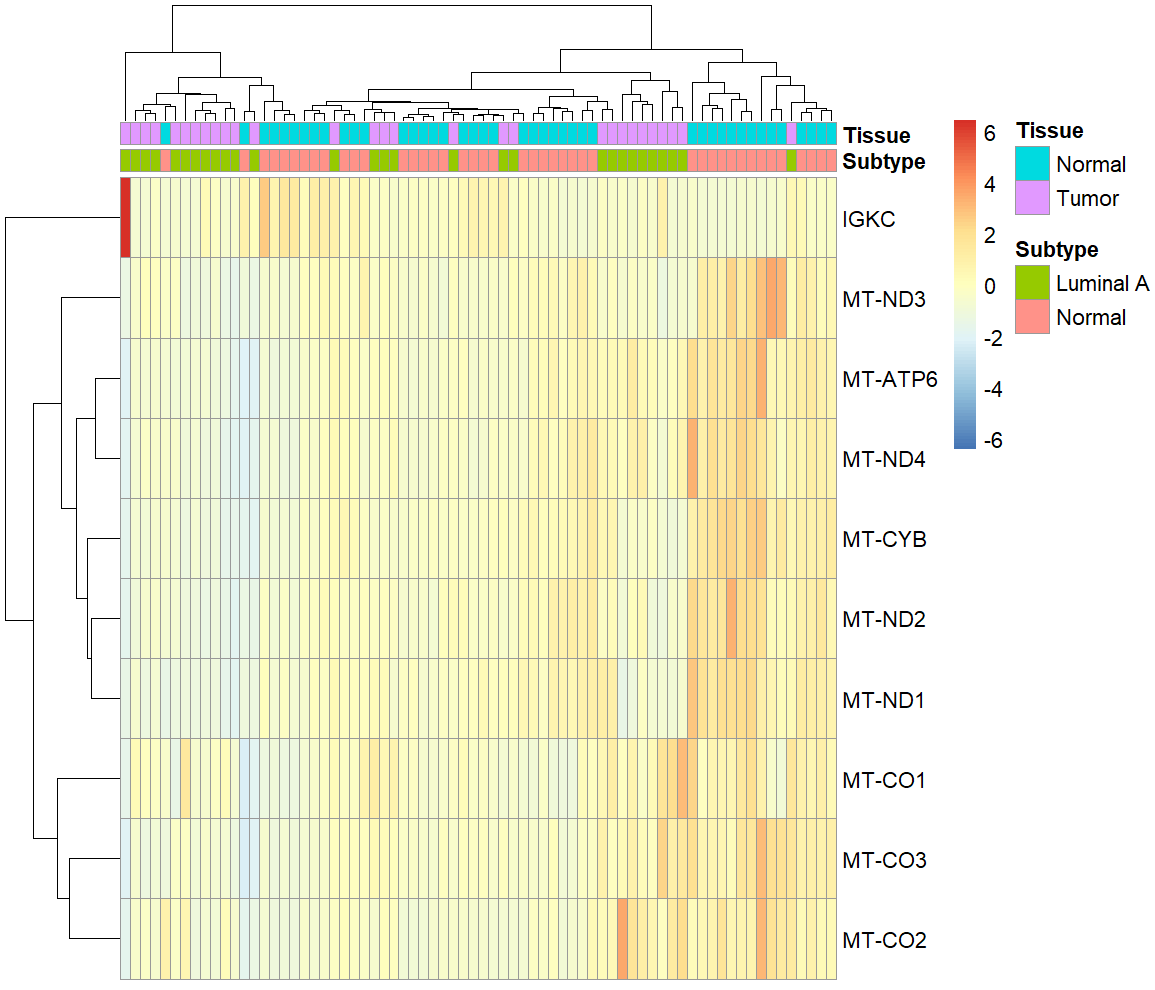 Tissue
Subtype
IGKC
MT-ND3
MT-ATP6
MT-ND4
MT-CYB
MT-ND2
MT-ND1
MT-CO1
MT-CO3
MT-CO2
6
4
2
0
-2
-4
-6
Tissue
Normal
Tumor
Subtype
Luminal A
Normal